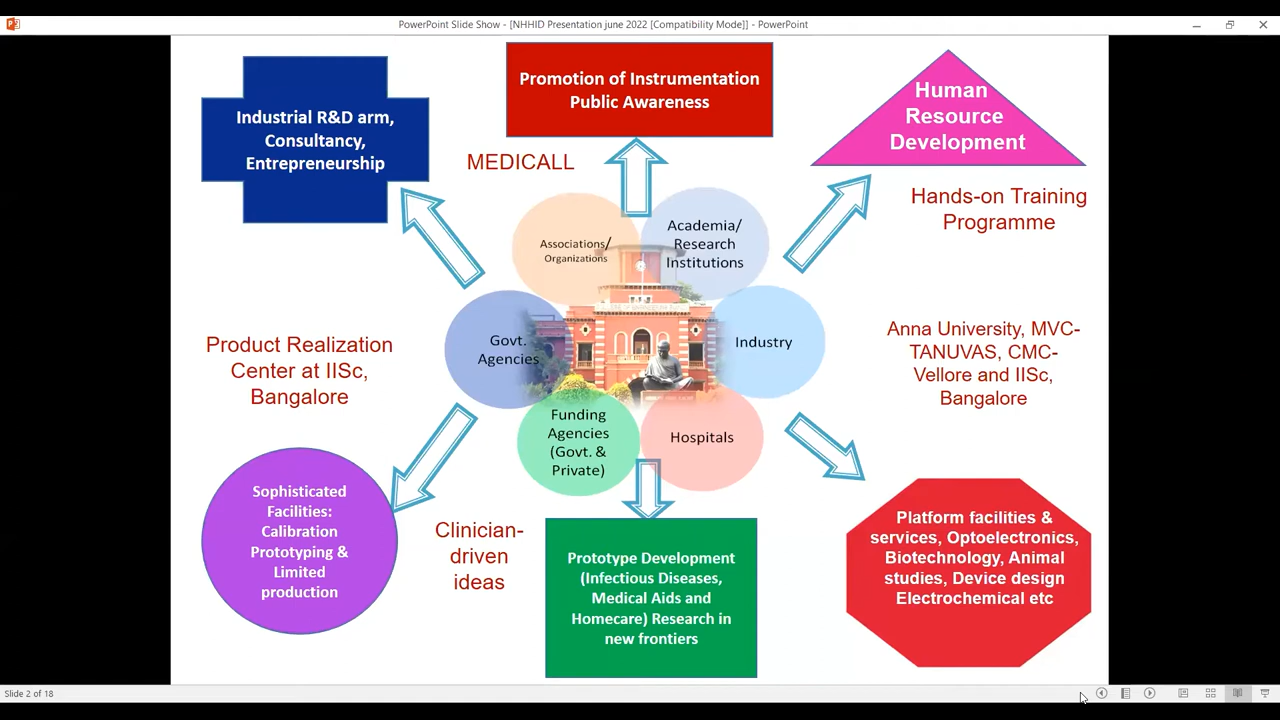 PowerPoint Slide Show - [NHHID Presentation june 2022 [Compatibility Mode]] - PowerPoint
Industrial R&D arm,
Consultancy,
Entrepreneurship
Promotion of Instrumentation
Public Awareness
Human
Resource
Development
MEDICALL
Hands-on Training
Programme
Associations/
Organizations
Academia/
Research
Institutions
Govt.
Agencies
Industry
Funding
Agencies
(Govt. &
Private)
Hospitals
Product Realization
Center at IISc,
Bangalore
Anna University, MVC-
TANUVAS, CMC-
Vellore and IISc,
Bangalore
Sophisticated
Facilities:
Calibration
Prototyping &
Limited
production
Clinician-
driven
ideas
Prototype Development
(Infectious Diseases,
Medical Aids and
Homecare) Research in
new frontiers
Platform facilities &
services, Optoelectronics,
Biotechnology, Animal
studies, Device design
Electrochemical etc
Slide 2 of 18